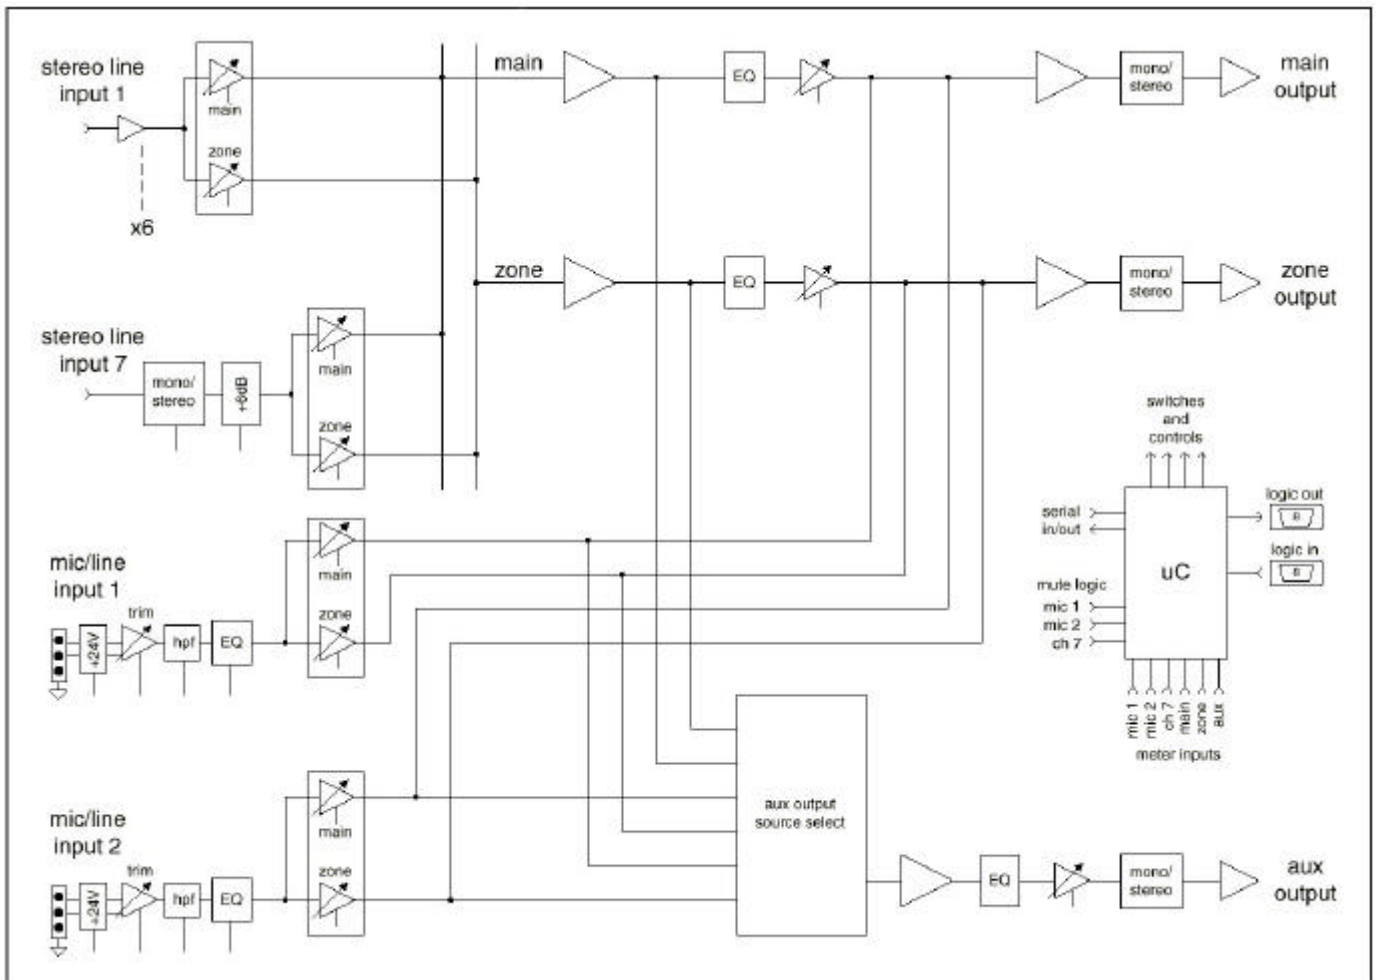 stereo line
input 1
main
zone
x6
main
EQ
mono/
stereo
main
output
zone
EQ
mono/
stereo
zone
output
stereo line
input 7
mono/
stereo
+6dB
main
zone
switches
and
controls
serial
in/out
logic out
8
logic in
8
uC
mute logic
mic 1
mic 2
ch 7
mic 1
mic 2
ch 7
main
zone
aux
meter inputs
mic/line
input 1
+24V
trim
hpf
EQ
main
zone
mic/line
input 2
+24V
trim
hpf
EQ
main
zone
aux output
source select
EQ
mono/
stereo
aux
output